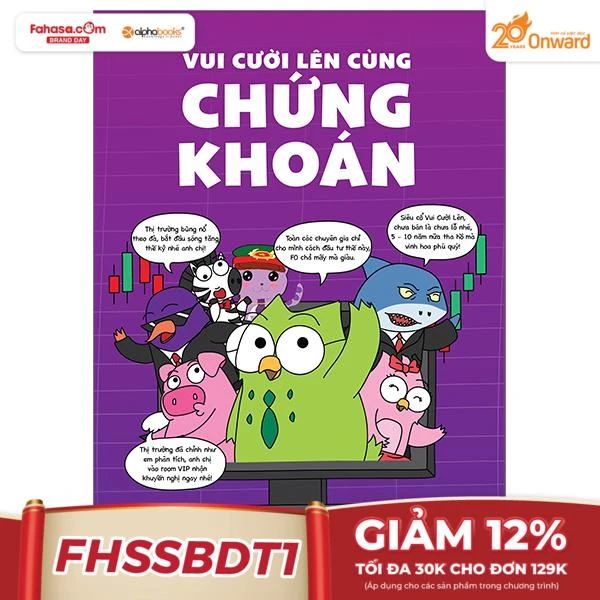 Fahasa.com
BRAND DAY
alphabooks
knowledge is power
20 YEARS
Onward
VUI CƯỜI LÊN CÙNG
CHỨNG
KHOÁN
Thị trường bùng nổ
theo đà, bắt đầu sóng tăng
thế kỷ nhé anh chị!
Toàn các chuyên gia chỉ
cho mình cách đầu tư thế này,
F0 chả mấy mà giàu.
Siêu cổ Vui Cười Lên,
chưa bán là chưa lỗ nhé,
5 - 10 năm nữa tha hồ mà
vinh hoa phú quý!
Thị trường đã chỉnh như
em phân tích, anh chị
vào room VIP nhận
khuyến nghị ngay nhé!
FHSSBDT1
GIẢM 12%
TỐI ĐA 30K CHO ĐƠN 129K
(Áp dụng cho các sản phẩm trong chương trình)